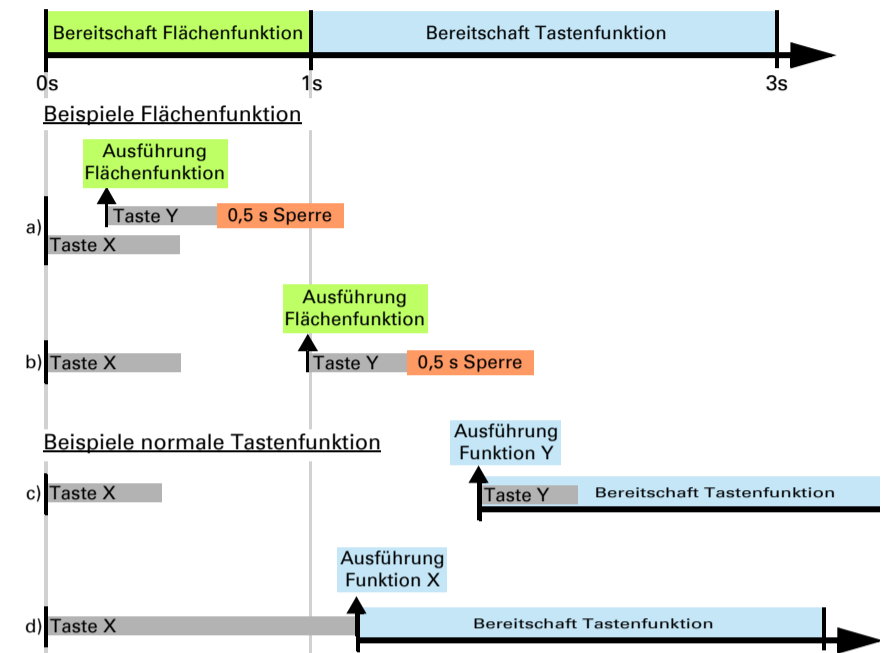 Bereitschaft Flächenfunktion
Bereitschaft Tastenfunktion
0s
1s
3s
Beispiele Flächenfunktion
Ausführung
Flächenfunktion
a)
Taste Y
0,5 s Sperre
Taste X
Ausführung
Flächenfunktion
b)
Taste X
Taste Y
0,5 s Sperre
Beispiele normale Tastenfunktion
Ausführung
Funktion Y
c)
Taste X
Taste Y
Bereitschaft Tastenfunktion
Ausführung
Funktion X
d)
Taste X
Bereitschaft Tastenfunktion